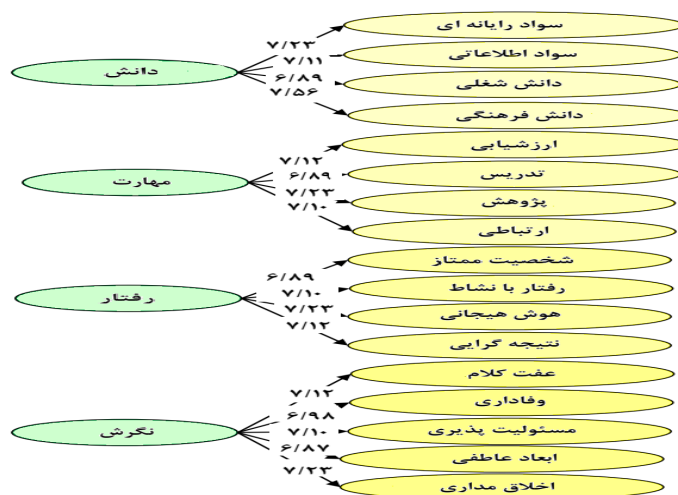 سواد رایانه ای
۷/۲۳
سواد اطلاعاتی
۷/۱۱
دانش
دانش شغلی
۶/۸۹
۷/۵۶
دانش فرهنگی
ارزشیابی
۷/۱۲
تدریس
۶/۸۹
مهارت
پژوهش
۷/۲۳
۷/۱۰
ارتباطی
شخصیت ممتاز
۶/۸۹
رفتار با نشاط
۷/۱۰
رفتار
هوش هیجانی
۷/۲۳
۷/۱۲
نتیجه گرایی
عفت کلام
۷/۱۲
وفاداری
۶/۹۸
نگرش
مسئولیت پذیری
۷/۱۰
ابعاد عاطفی
۶/۸۷
۷/۲۳
اخلاق مداری